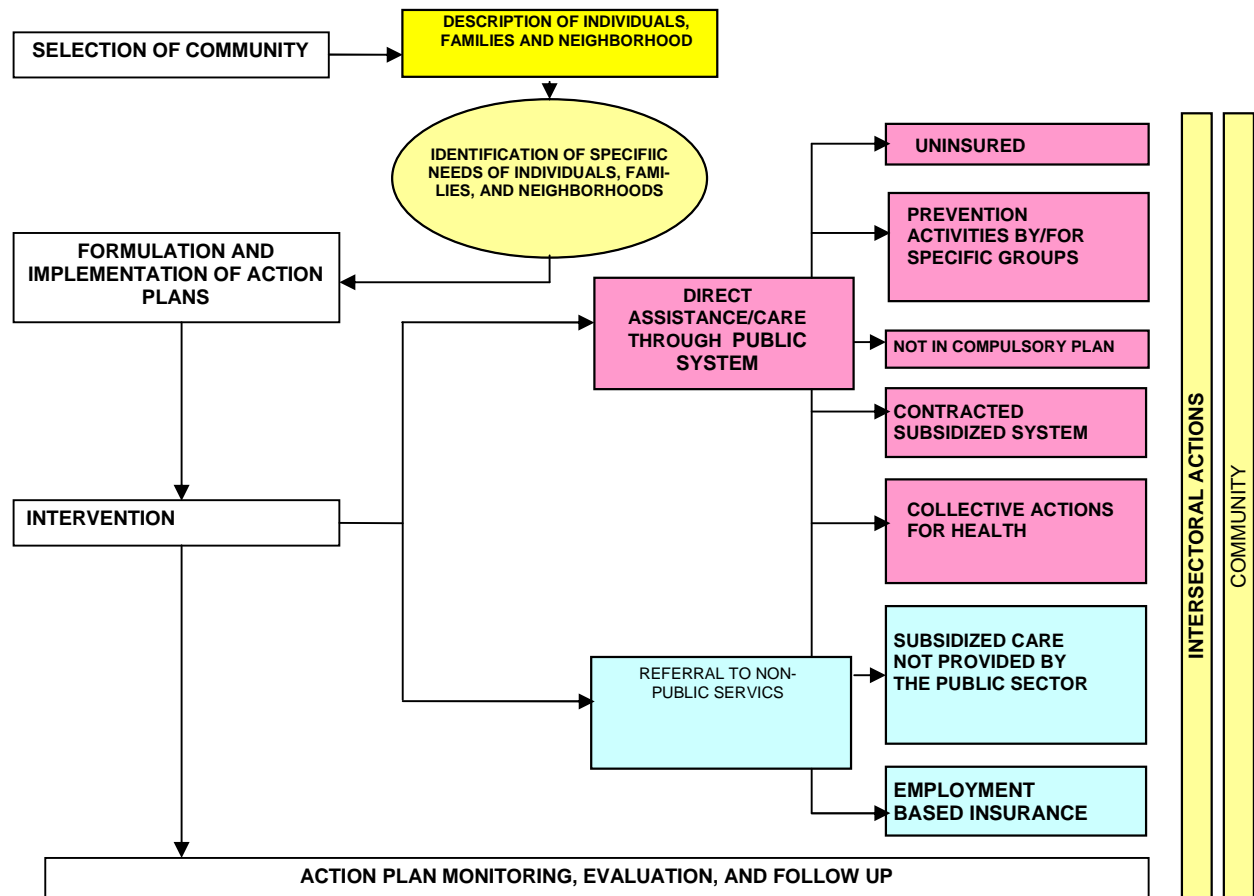 SELECTION OF COMMUNITY
DESCRIPTION OF INDIVIDUALS,
FAMILIES AND NEIGHBORHOOD
IDENTIFICATION OF SPECIFIIC
NEEDS OF INDIVIDUALS, FAMI-
LIES, AND NEIGHBORHOODS
FORMULATION AND
IMPLEMENTATION OF ACTION
PLANS
INTERVENTION
DIRECT
ASSISTANCE/CARE
THROUGH PUBLIC
SYSTEM
REFERRAL TO NON-
PUBLIC SERVICS
UNINSURED
PREVENTION
ACTIVITIES BY/FOR
SPECIFIC GROUPS
NOT IN COMPULSORY PLAN
CONTRACTED
SUBSIDIZED SYSTEM
COLLECTIVE ACTIONS
FOR HEALTH
SUBSIDIZED CARE
NOT PROVIDED BY
THE PUBLIC SECTOR
EMPLOYMENT
BASED INSURANCE
INTERSECTORAL ACTIONS
COMMUNITY
ACTION PLAN MONITORING, EVALUATION, AND FOLLOW UP